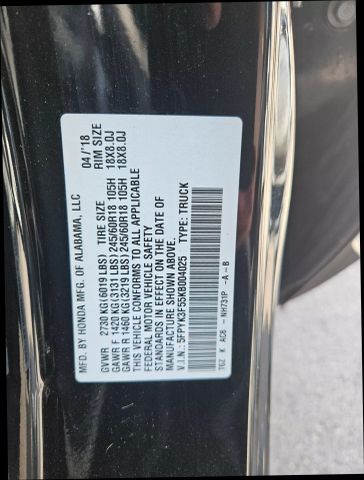 MFD. BY HONDA MFG. OF ALABAMA, LLC 04/'18
GVWR 2730 KG(6019 LBS) TIRE SIZE RIM SIZE
GAWR F 1420 KG(3131 LBS) 245/60R18 105H 18X8.0J
GAWR R 1460 KG(3219 LBS) 245/60R18 105H 18X8.0J
THIS VEHICLE CONFORMS TO ALL APPLICABLE
FEDERAL MOTOR VEHICLE SAFETY
STANDARDS IN EFFECT ON THE DATE OF
MANUFACTURE SHOWN ABOVE.
V.I.N.: 5FPYK3F55KB004025 TYPE: TRUCK
TGZ K AC8 - NH731P -A-B